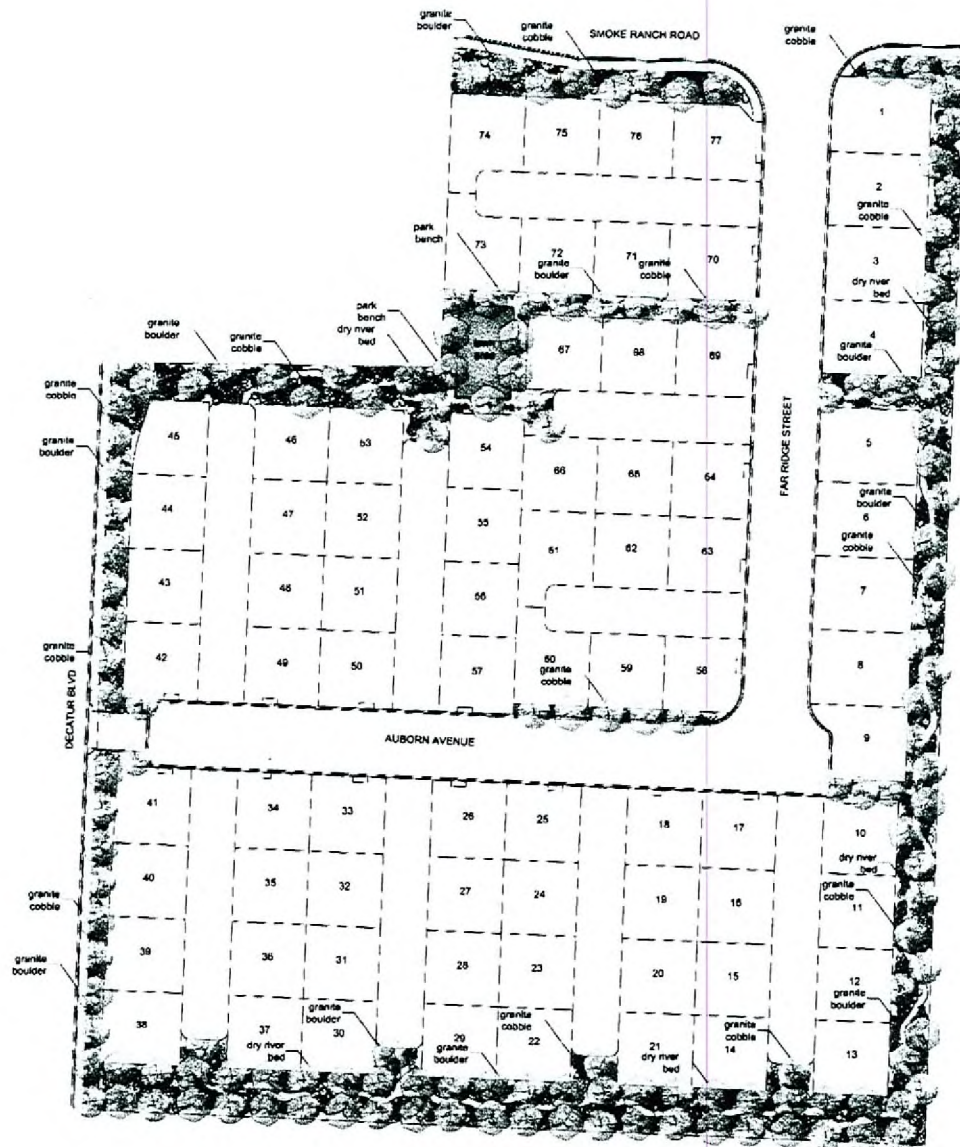 granite
boulder
granite
cobble
SMOKE RANCH ROAD
granite
cobble
1
74
75
76
77
2
granite
cobble
park
bench
73
72
71
70
3
granite
boulder
granite
cobble
dry river
bed
park
bench
dry river
bed
granite
boulder
granite
cobble
4
granite
boulder
67
68
69
granite
cobble
FAR RIDGE STREET
45
46
53
54
5
granite
boulder
66
65
64
granite
boulder
44
47
52
55
6
granite
cobble
61
62
63
43
48
51
56
7
granite
cobble
42
49
50
57
60
59
58
8
granite
cobble
DECATUR BLVD
AUBORN AVENUE
9
41
34
33
26
25
18
17
10
dry river
bed
40
35
32
27
24
19
16
granite
cobble
11
granite
cobble
39
36
31
28
23
20
15
12
granite
boulder
granite
boulder
38
37
granite
boulder
30
29
granite
cobble
22
21
granite
cobble
14
13
dry river
bed
granite
boulder
dry river
bed